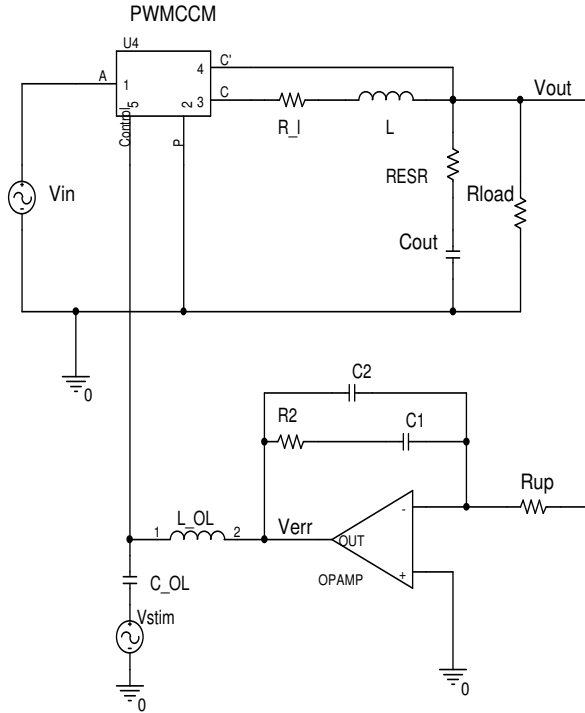 PWMCCM
U4
A
1
4
C'
3
C
5
2
Control
P
R_l
L
Vout
Vin
RESR
Rload
Cout
0
C2
R2
C1
Rup
L_OL
1
2
Verr
OUT
-
+
OPAMP
C_OL
Vstim
0
0